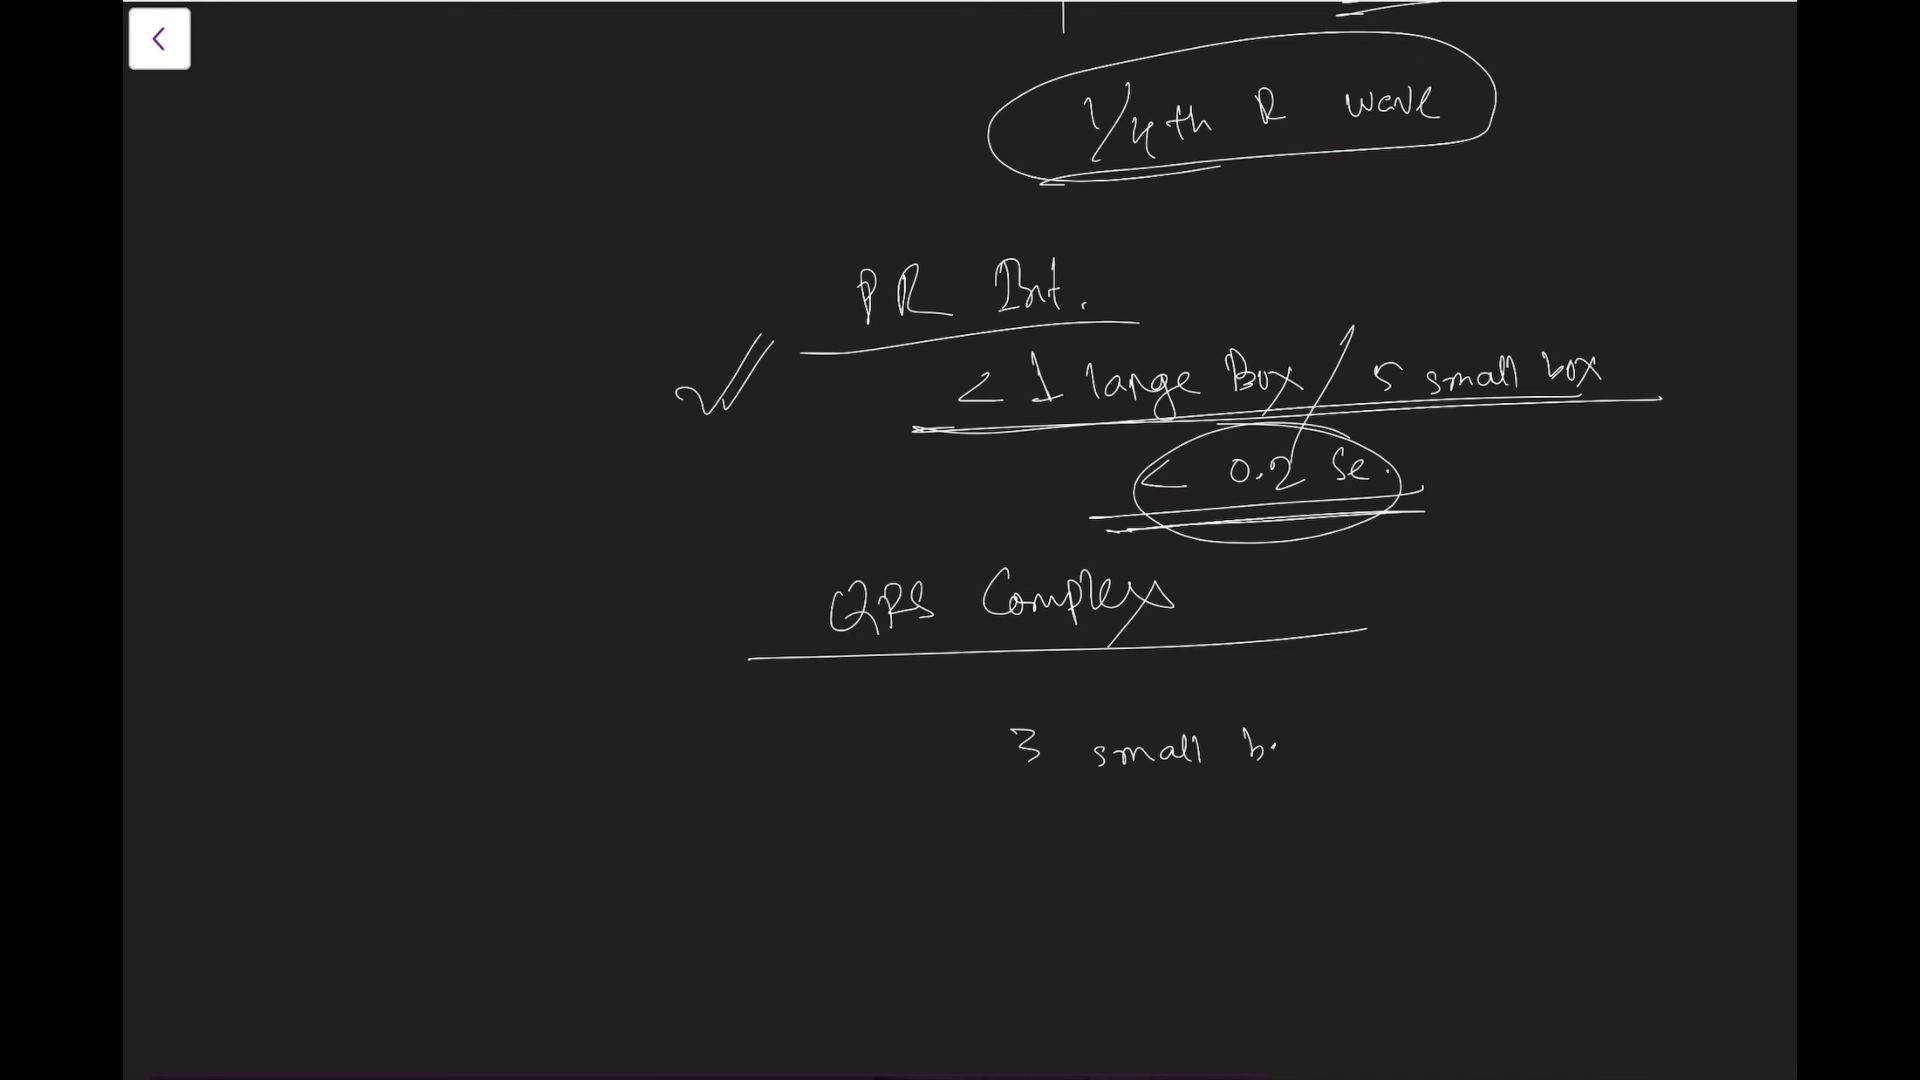 1/4th R wave
PR Int.
< 1 large Box / 5 small box
< 0.2 Se.
QRS Complex
3 small b.